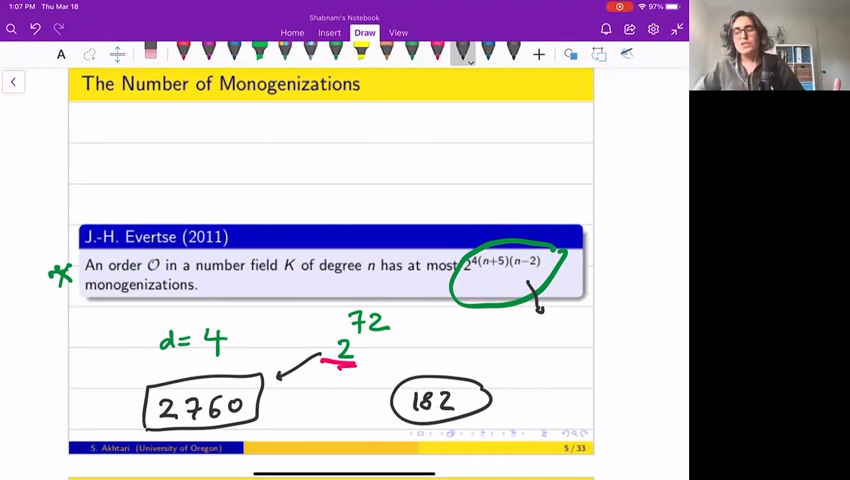 1:07 PM Thu Mar 18
97%
Shabnam's Notebook
Home Insert Draw View
A
The Number of Monogenizations
J.-H. Evertse (2011)
An order 𝒪 in a number field K of degree n has at most 2^{4(n+5)(n−2)}
monogenizations.
d = 4
2^{72}
2760
182
S. Akhtari (University of Oregon)
5 / 33